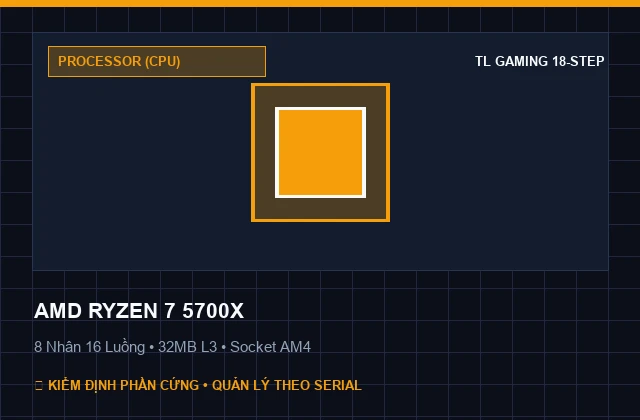 PROCESSOR (CPU)
TL GAMING 18-STEP
AMD RYZEN 7 5700X
8 Nhân 16 Luồng • 32MB L3 • Socket AM4
KIỂM ĐỊNH PHẦN CỨNG • QUẢN LÝ THEO SERIAL